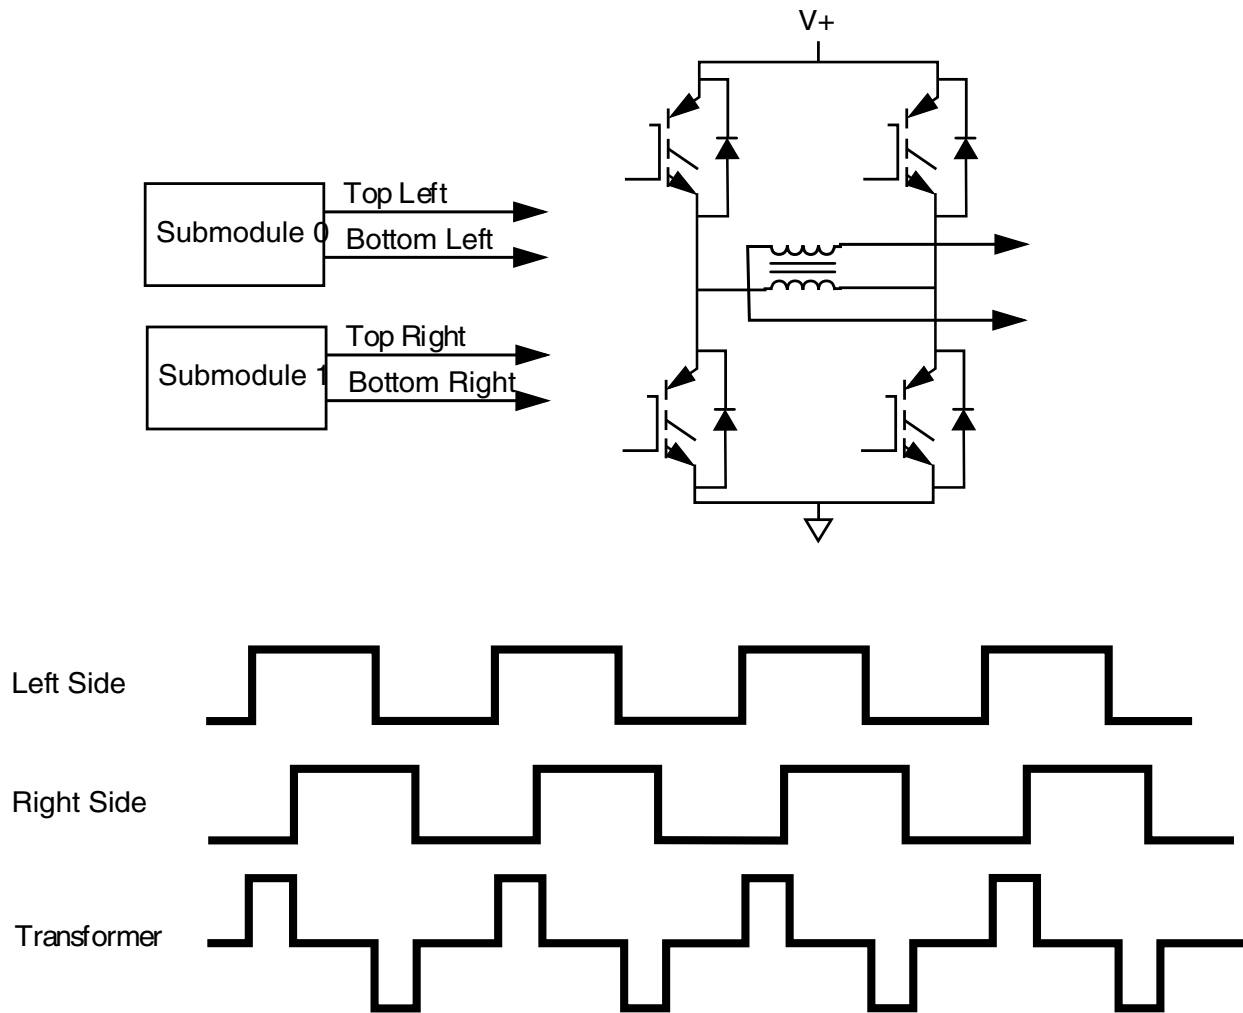 V+
Top Left
Submodule 0
Bottom Left
Top Right
Submodule 1
Bottom Right
Left Side
Right Side
Transformer